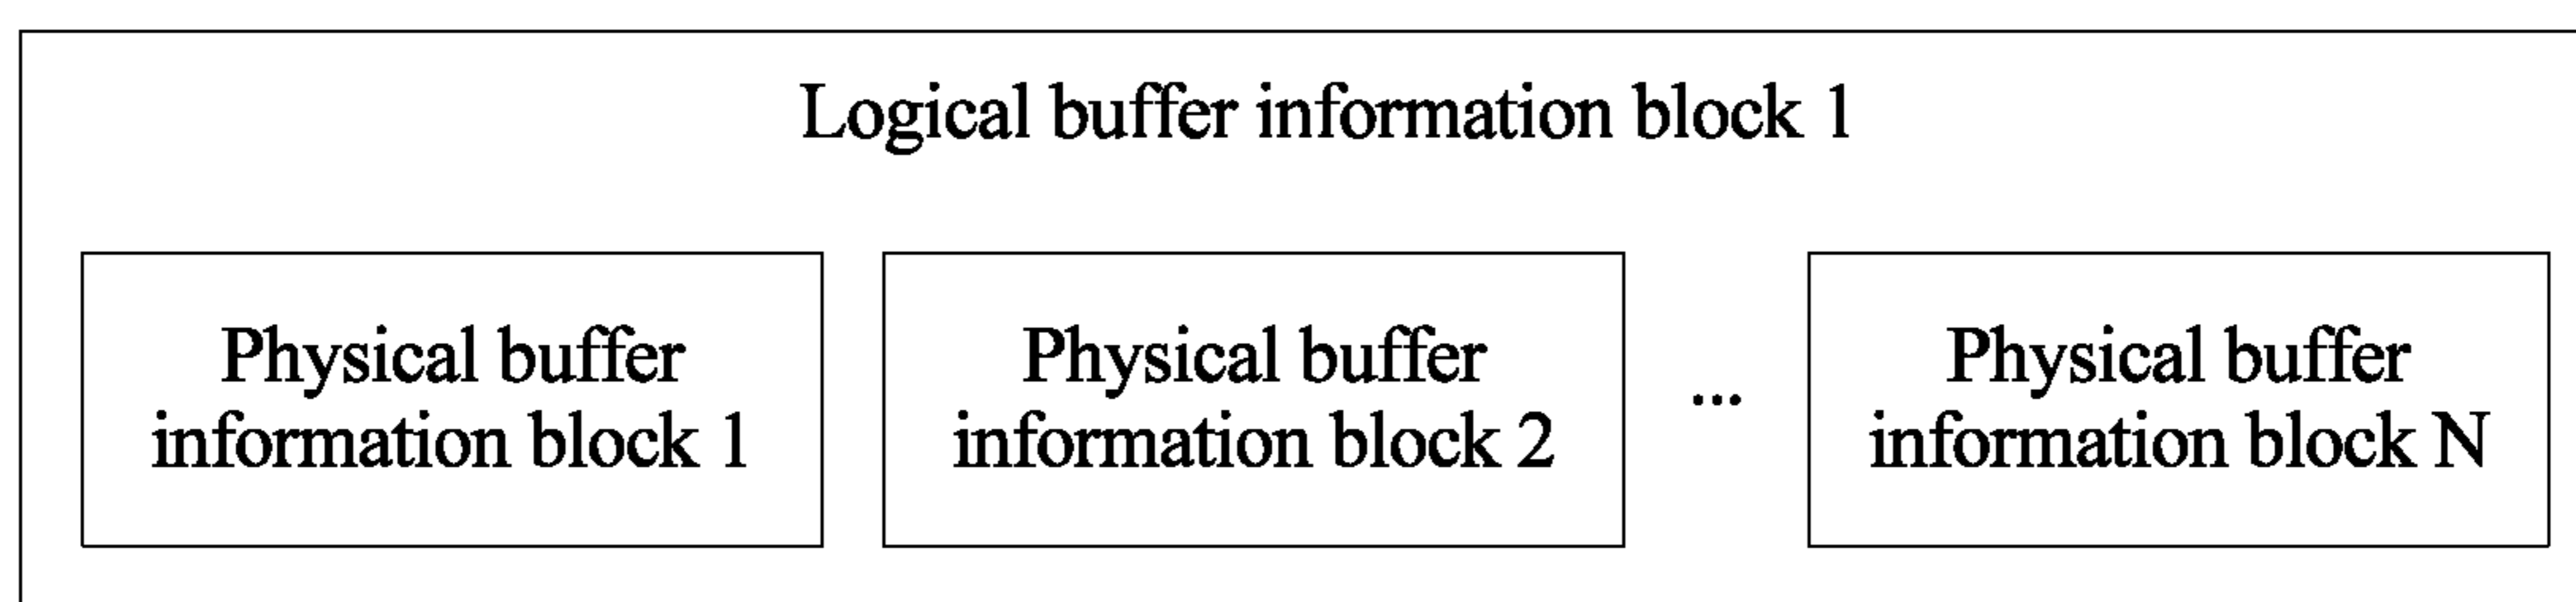 Logical buffer information block 1
Physical buffer
information block 1
Physical buffer
information block 2
...
Physical buffer
information block N